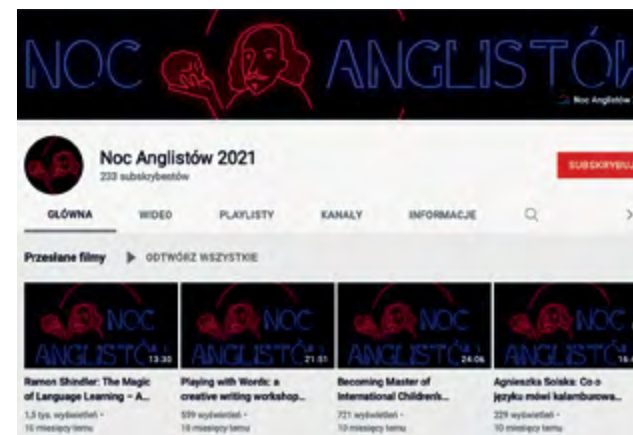 NOC ANGLISTÓW
Noc Anglistów
Noc Anglistów 2021
233 subskrybentów
SUBSKRYBUJ
GŁÓWNA WIDEO PLAYLISTY KANAŁY INFORMACJE
Przesłane filmy ODTWÓRZ WSZYSTKIE
NOC ANGLISTÓW 13:30
NOC ANGLISTÓW 21:51
NOC ANGLISTÓW 24:06
NOC ANGLISTÓW
Ramon Shindler: The Magic of Language Learning – A...
1,5 tys. wyświetleń •
10 miesięcy temu
Playing with Words: a creative writing workshop...
559 wyświetleń •
10 miesięcy temu
Becoming Master of International Children's...
721 wyświetleń •
10 miesięcy temu
Agnieszka Solska: Co o języku mówi kalamburowa...
229 wyświetleń •
10 miesięcy temu